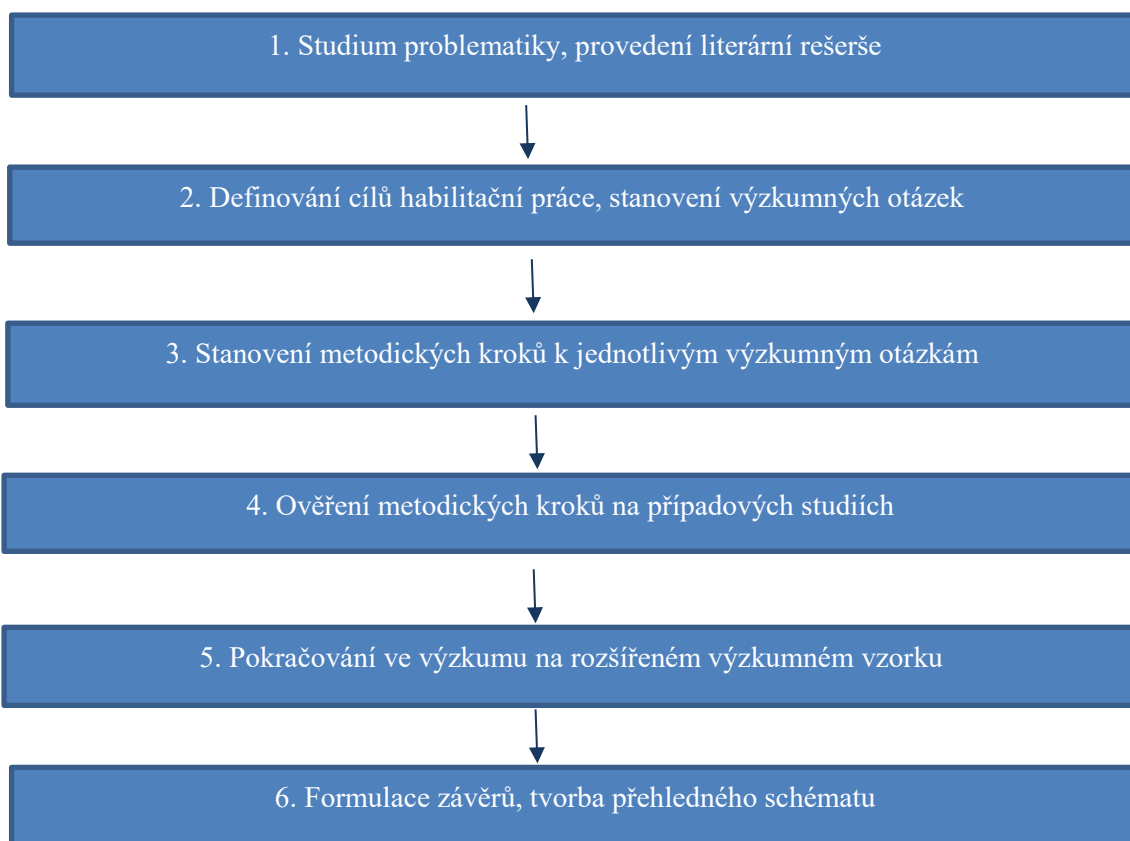 1. Studium problematiky, provedení literární rešerše
2. Definování cílů habilitační práce, stanovení výzkumných otázek
3. Stanovení metodických kroků k jednotlivým výzkumným otázkám
4. Ověření metodických kroků na případových studiích
5. Pokračování ve výzkumu na rozšířeném výzkumném vzorku
6. Formulace závěrů, tvorba přehledného schématu